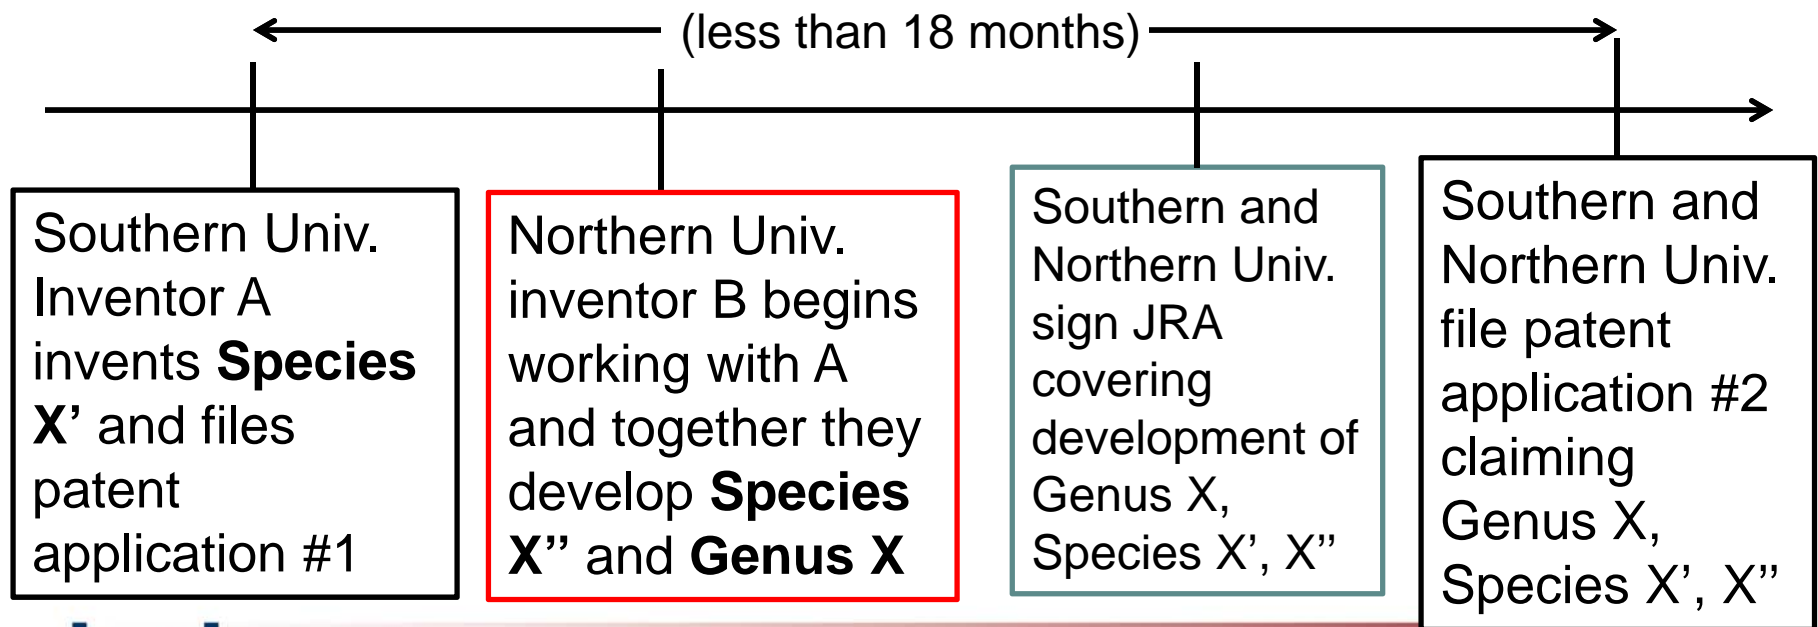 (less than 18 months)
Southern Univ.
Inventor A
invents Species
X’ and files
patent
application #1
Northern Univ.
inventor B begins
working with A
and together they
develop Species
X’’ and Genus X
Southern and
Northern Univ.
sign JRA
covering
development of
Genus X,
Species X’, X’’
Southern and
Northern Univ.
file patent
application #2
claiming
Genus X,
Species X’, X’’